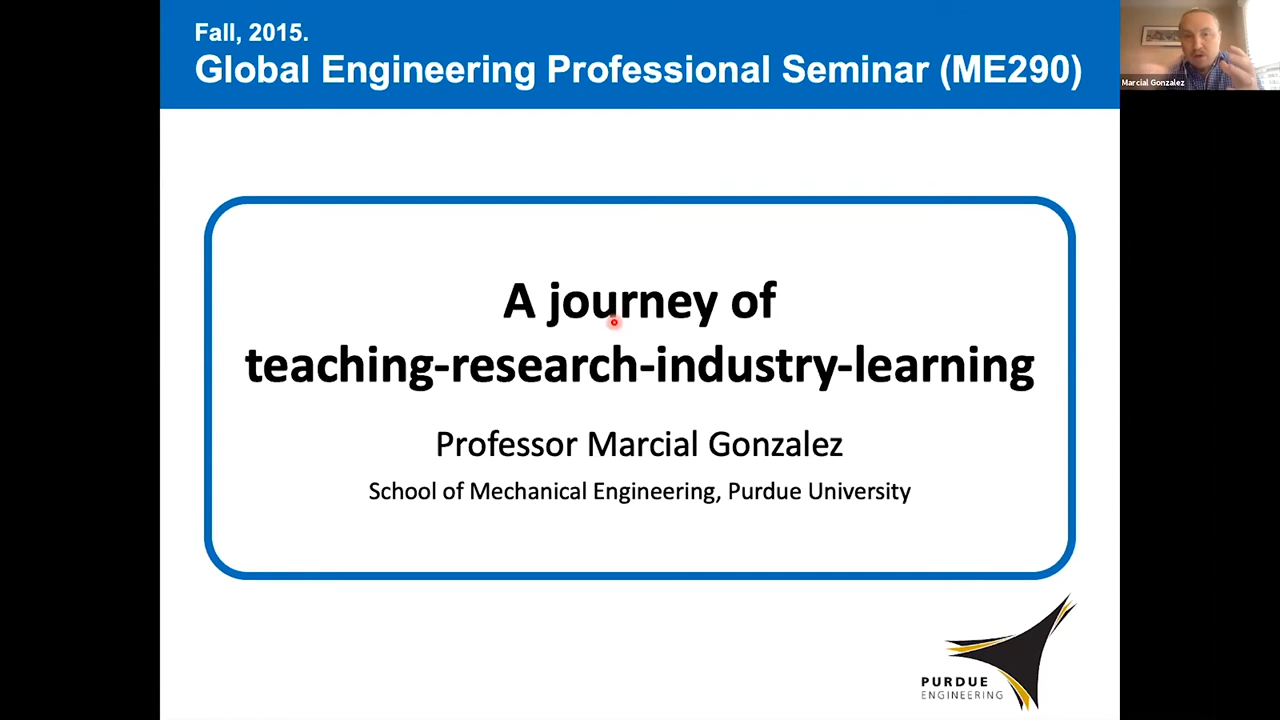 Fall, 2015.
Global Engineering Professional Seminar (ME290)
Marcial Gonzalez
A journey of
teaching-research-industry-learning
Professor Marcial Gonzalez
School of Mechanical Engineering, Purdue University
PURDUE
ENGINEERING